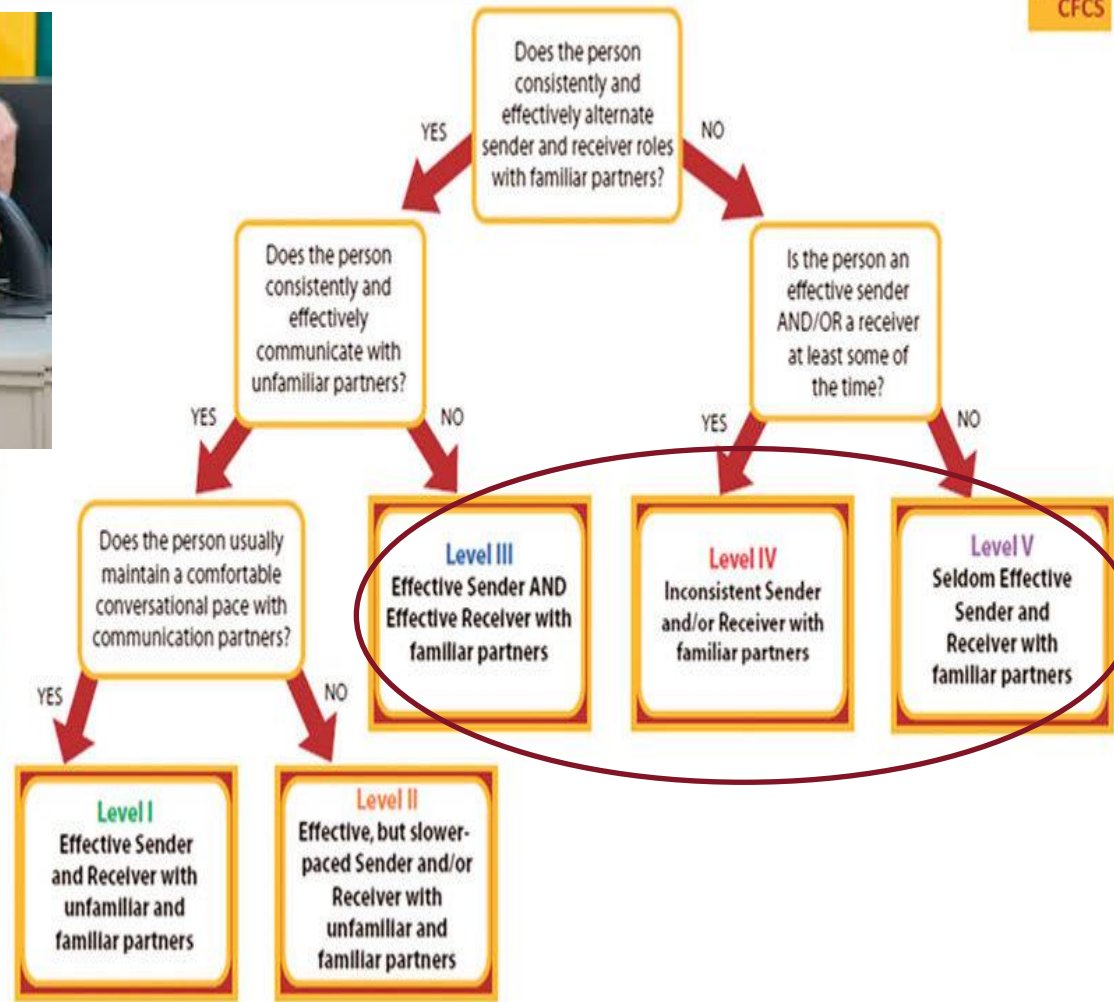 CFCS
Does the person
consistently and
effectively alternate
sender and receiver roles
with familiar partners?
YES
NO
Does the person
consistently and
effectively
communicate with
unfamiliar partners?
Is the person an
effective sender
AND/OR a receiver
at least some of
the time?
YES
NO
YES
NO
Does the person usually
maintain a comfortable
conversational pace with
communication partners?
Level III
Effective Sender AND
Effective Receiver with
familiar partners
Level IV
Inconsistent Sender
and/or Receiver with
familiar partners
Level V
Seldom Effective
Sender and
Receiver with
familiar partners
YES
NO
Level I
Effective Sender
and Receiver with
unfamiliar and
familiar partners
Level II
Effective, but slower-
paced Sender and/or
Receiver with
unfamiliar and
familiar partners